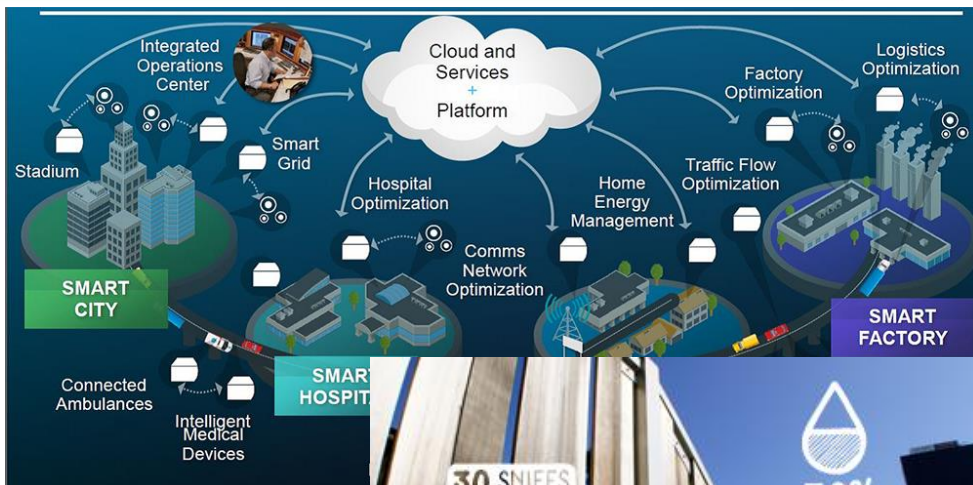 Integrated
Operations
Center
Cloud and
Services
+
Platform
Logistics
Optimization
Factory
Optimization
Stadium
Smart
Grid
Hospital
Optimization
Home
Energy
Management
Traffic Flow
Optimization
Comms
Network
Optimization
SMART
CITY
SMART
FACTORY
Connected
Ambulances
Intelligent
Medical
Devices
SMART
30 SNIFFS